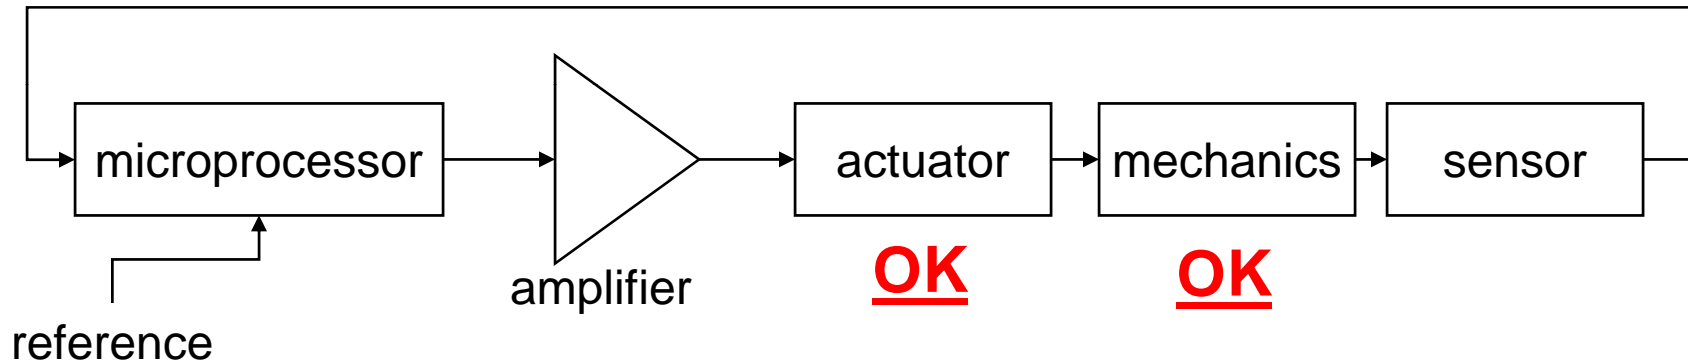 microprocessor
actuator
mechanics
sensor
OK
OK
amplifier
reference